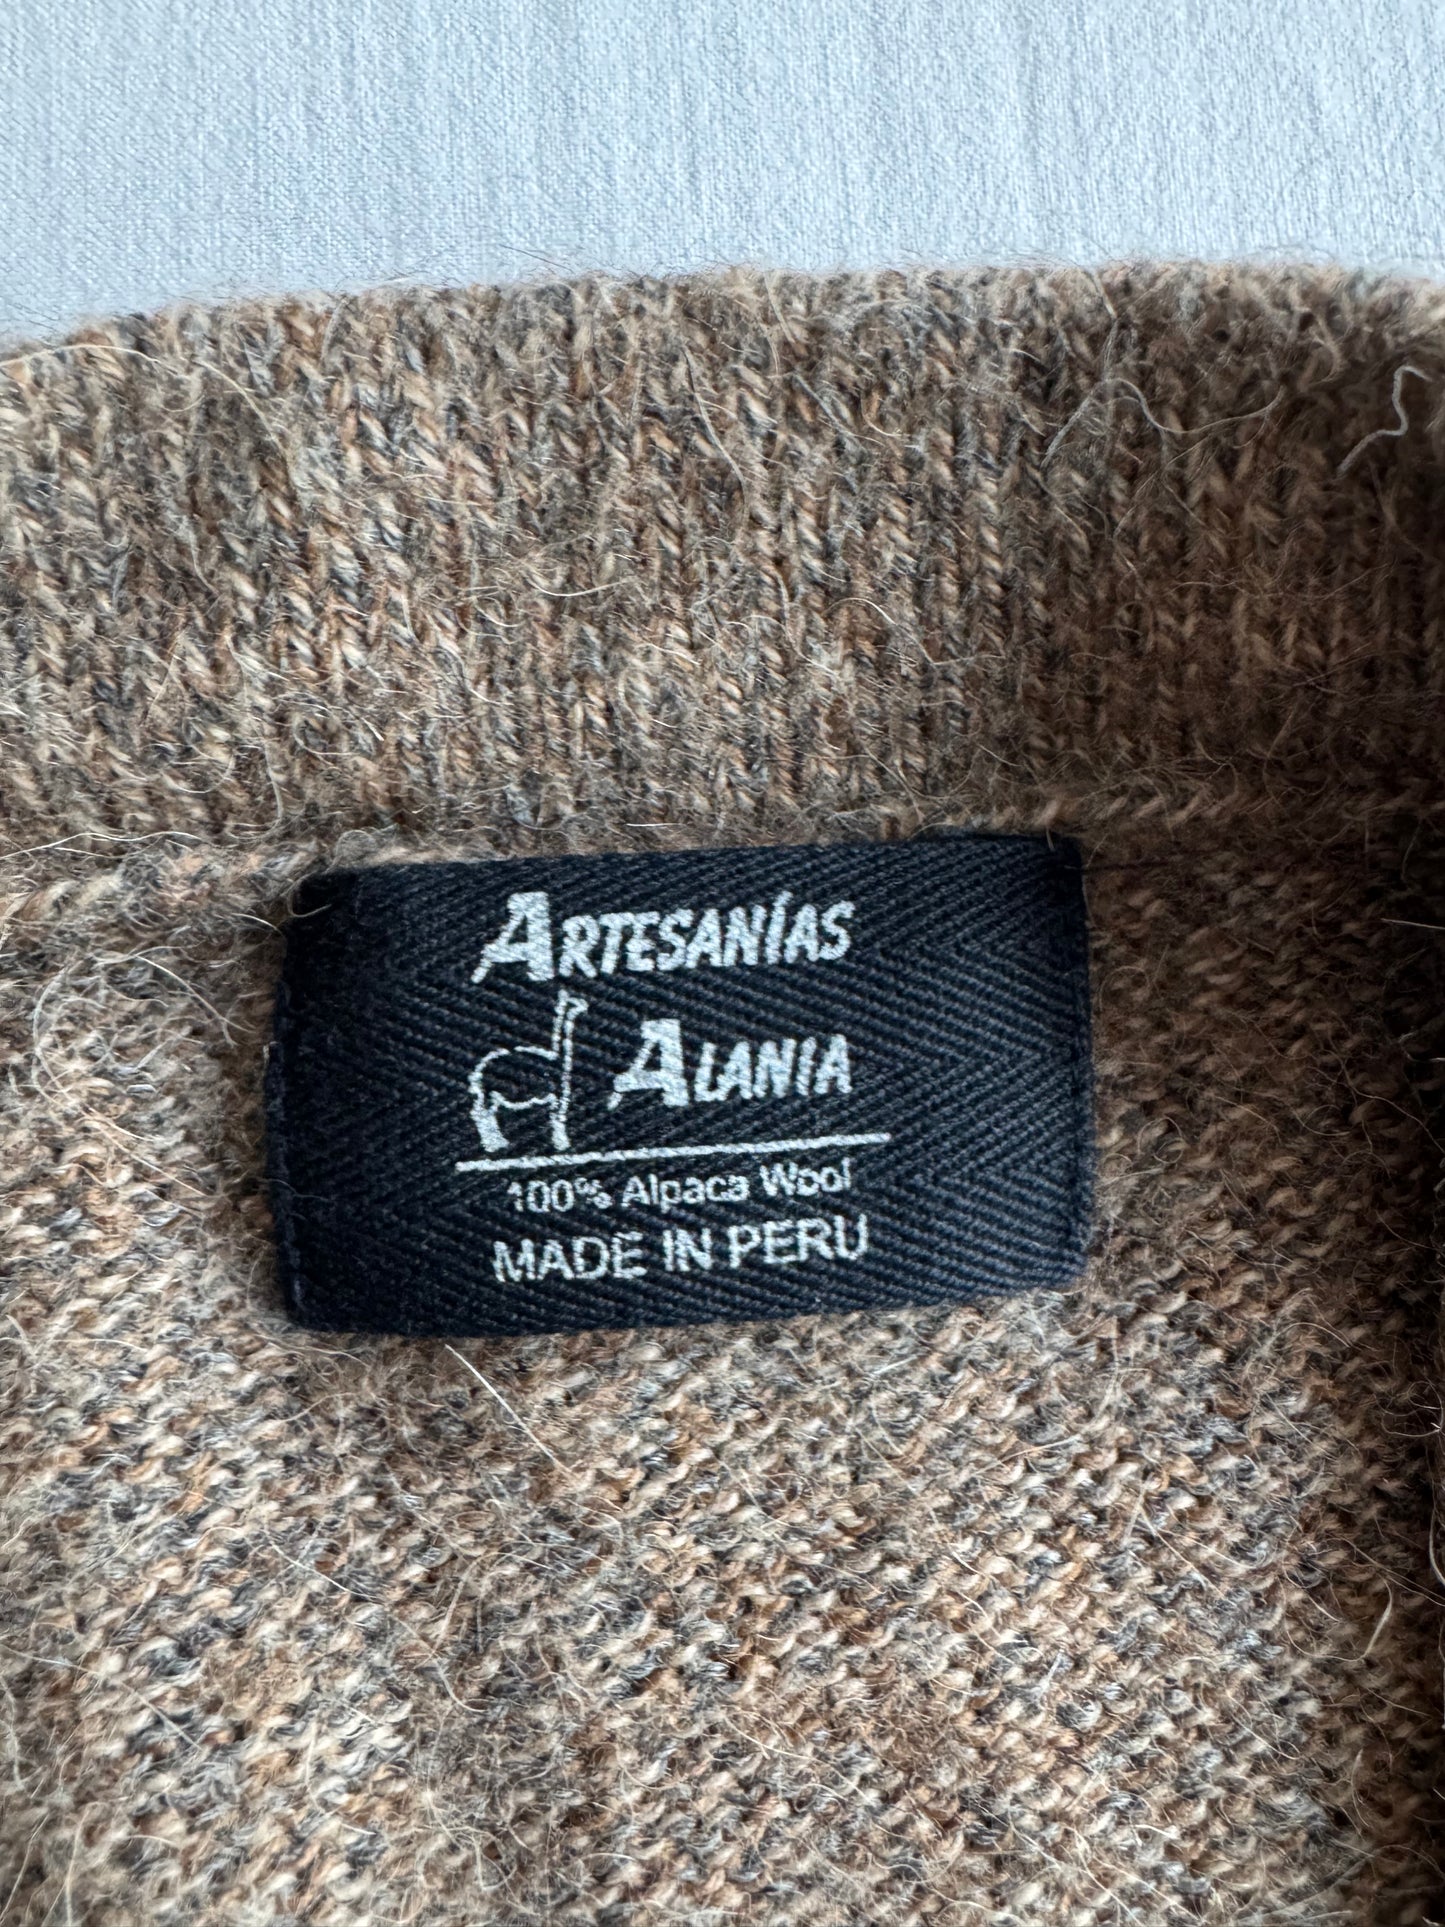 ARTESANÍAS
ALANIA
100% Alpaca Wool
MADE IN PERU